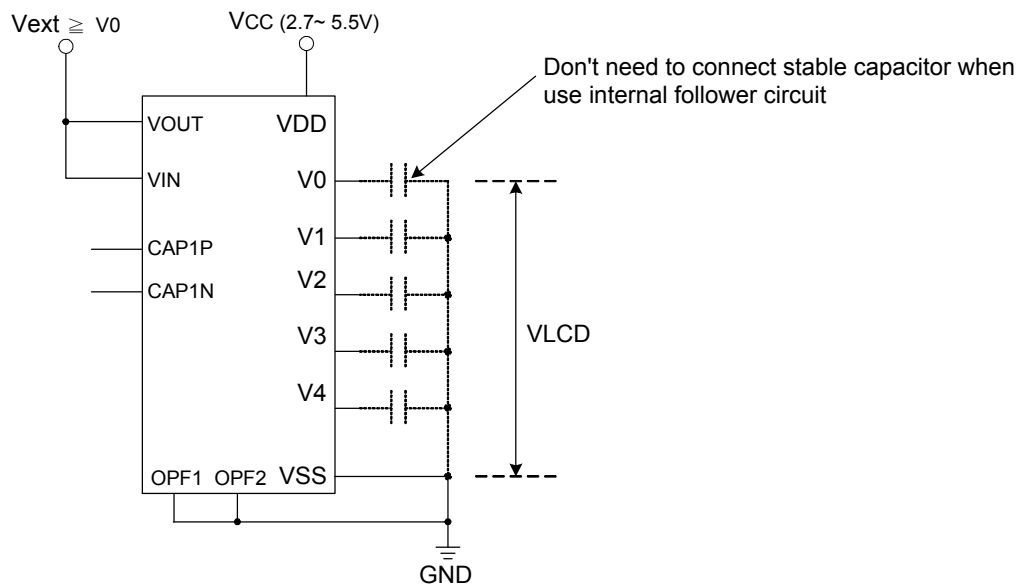 Vext ≧ V0
VCC (2.7~ 5.5V)
Don't need to connect stable capacitor when
use internal follower circuit
VOUT
VDD
VIN
V0
CAP1P
V1
CAP1N
V2
V3
VLCD
V4
OPF1 OPF2 VSS
GND